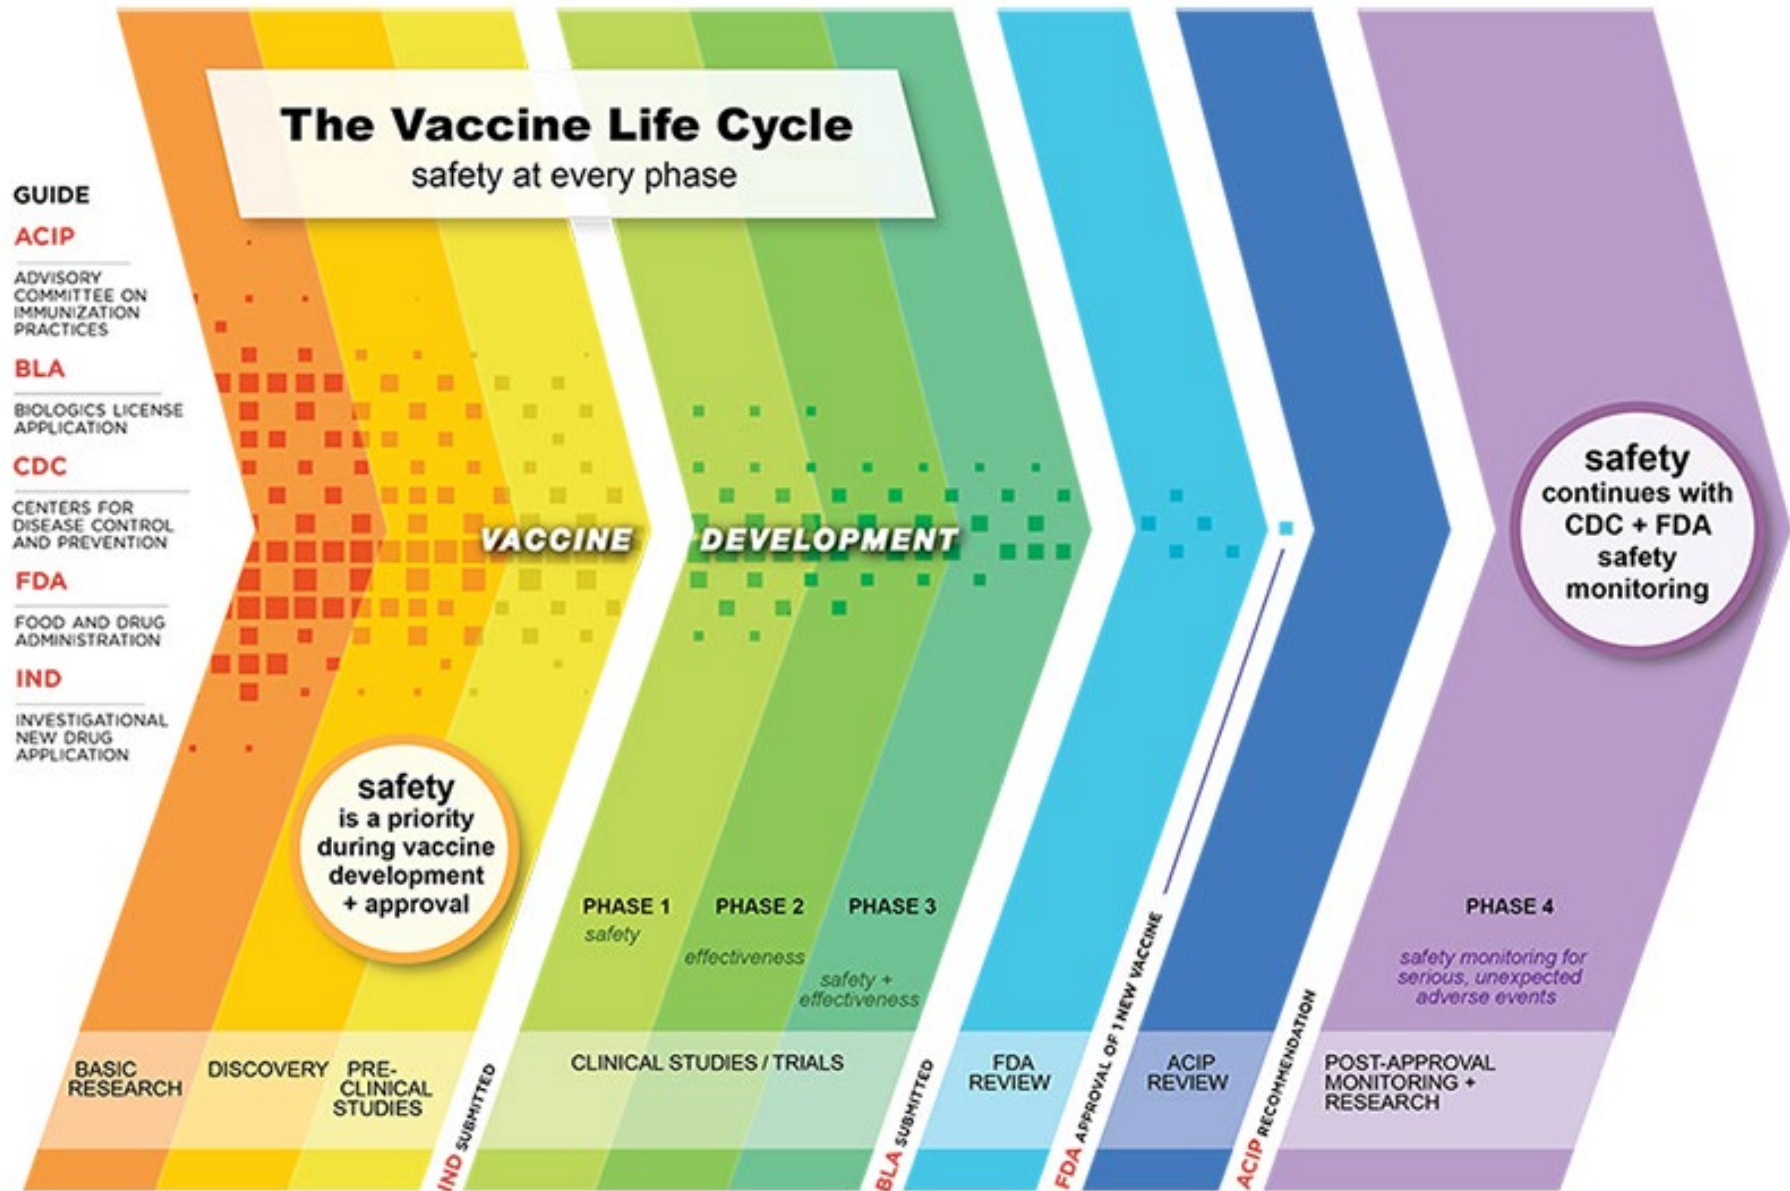 The Vaccine Life Cycle
safety at every phase
GUIDE
ACIP
ADVISORY
COMMITTEE ON
IMMUNIZATION
PRACTICES
BLA
BIOLOGICS LICENSE
APPLICATION
CDC
CENTERS FOR
DISEASE CONTROL
AND PREVENTION
FDA
FOOD AND DRUG
ADMINISTRATION
IND
INVESTIGATIONAL
NEW DRUG
APPLICATION
VACCINE DEVELOPMENT
safety
continues with
CDC + FDA
safety
monitoring
safety
is a priority
during vaccine
development
+ approval
PHASE 1
safety
PHASE 2
effectiveness
PHASE 3
safety +
effectiveness
PHASE 4
safety monitoring for
serious, unexpected
adverse events
BASIC
RESEARCH
DISCOVERY
PRE-
CLINICAL
STUDIES
IND SUBMITTED
CLINICAL STUDIES / TRIALS
BLA SUBMITTED
FDA
REVIEW
FDA APPROVAL OF 1 NEW VACCINE
ACIP
REVIEW
ACIP RECOMMENDATION
POST-APPROVAL
MONITORING +
RESEARCH